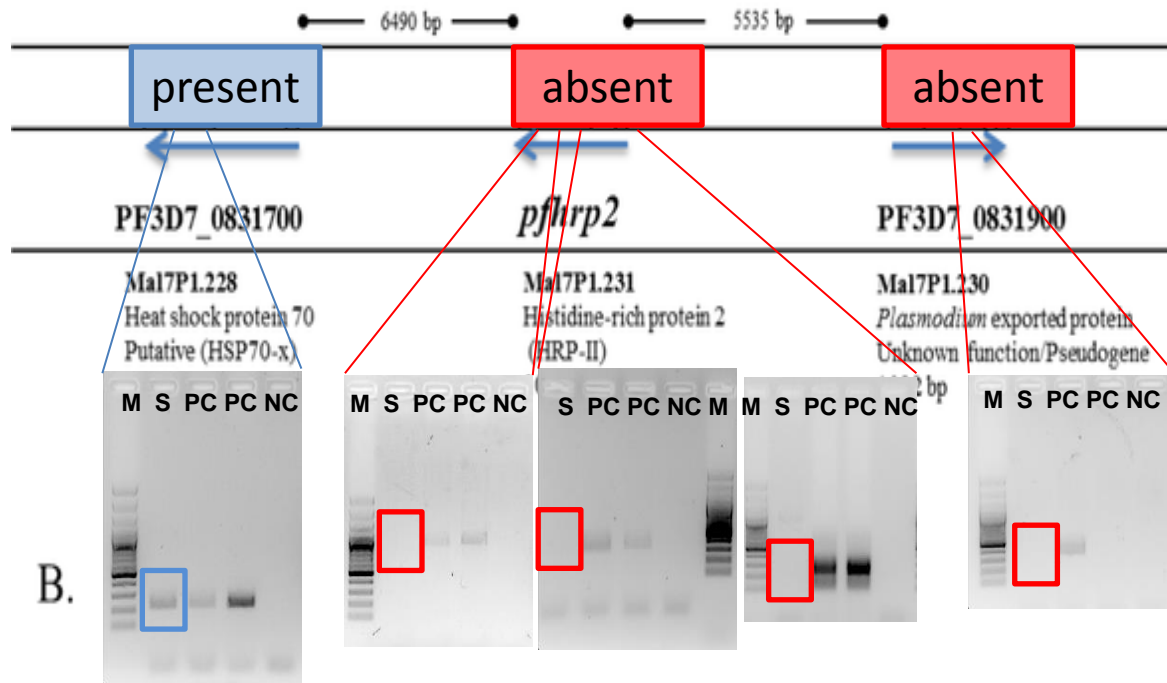 6490 bp 5535 bp
present absent absent
PF3D7_0831700 pfhrp2 PF3D7_0831900
Mal7P1.228
Heat shock protein 70
Putative (HSP70-x)
Mal7P1.231
Histidine-rich protein 2
(HRP-II)
Mal7P1.230
Plasmodium exported protein
Unknown function/Pseudogene
2 bp
M S PC PC NC
M S PC PC NC
S PC PC NC M
M S PC PC NC
M S PC PC NC
B.